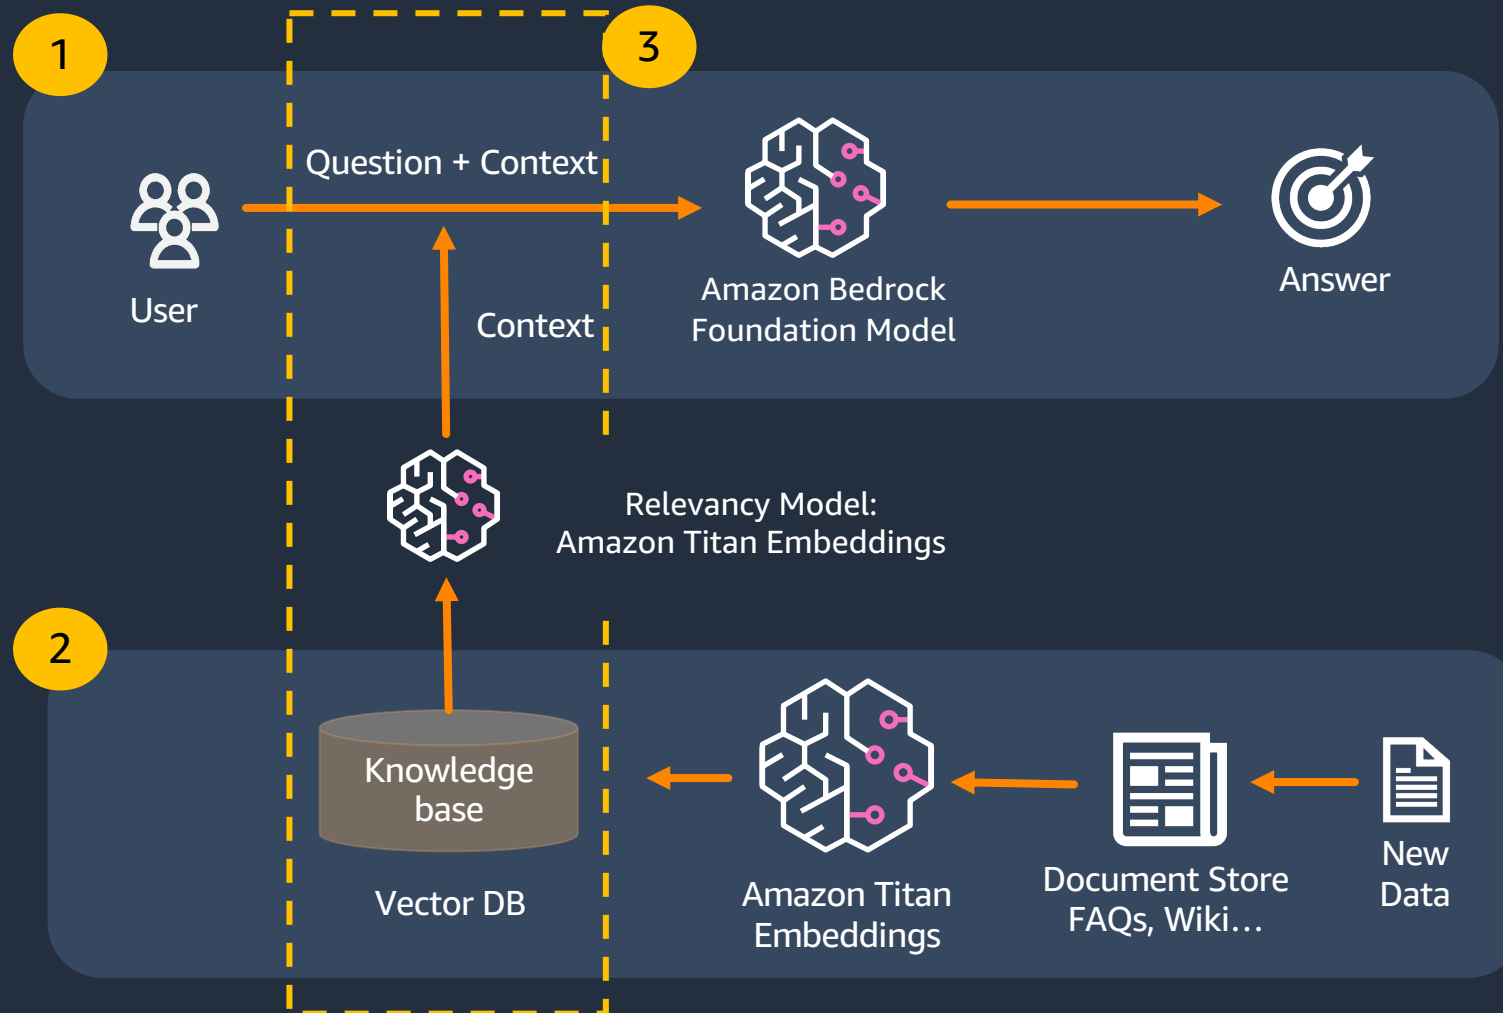 1
3
Question + Context
User
Context
Amazon Bedrock
Foundation Model
Answer
Relevancy Model:
Amazon Titan Embeddings
2
Knowledge
base
Vector DB
Amazon Titan
Embeddings
Document Store
FAQs, Wiki…
New
Data